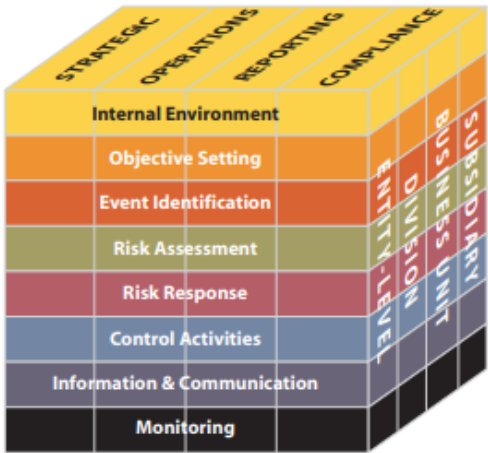 STRATEGIC
OPERATIONS
REPORTING
COMPLIANCE
Internal Environment
Objective Setting
Event Identification
Risk Assessment
Risk Response
Control Activities
Information & Communication
Monitoring
ENTITY-LEVEL
DIVISION
BUSINESS UNIT
SUBSIDIARY